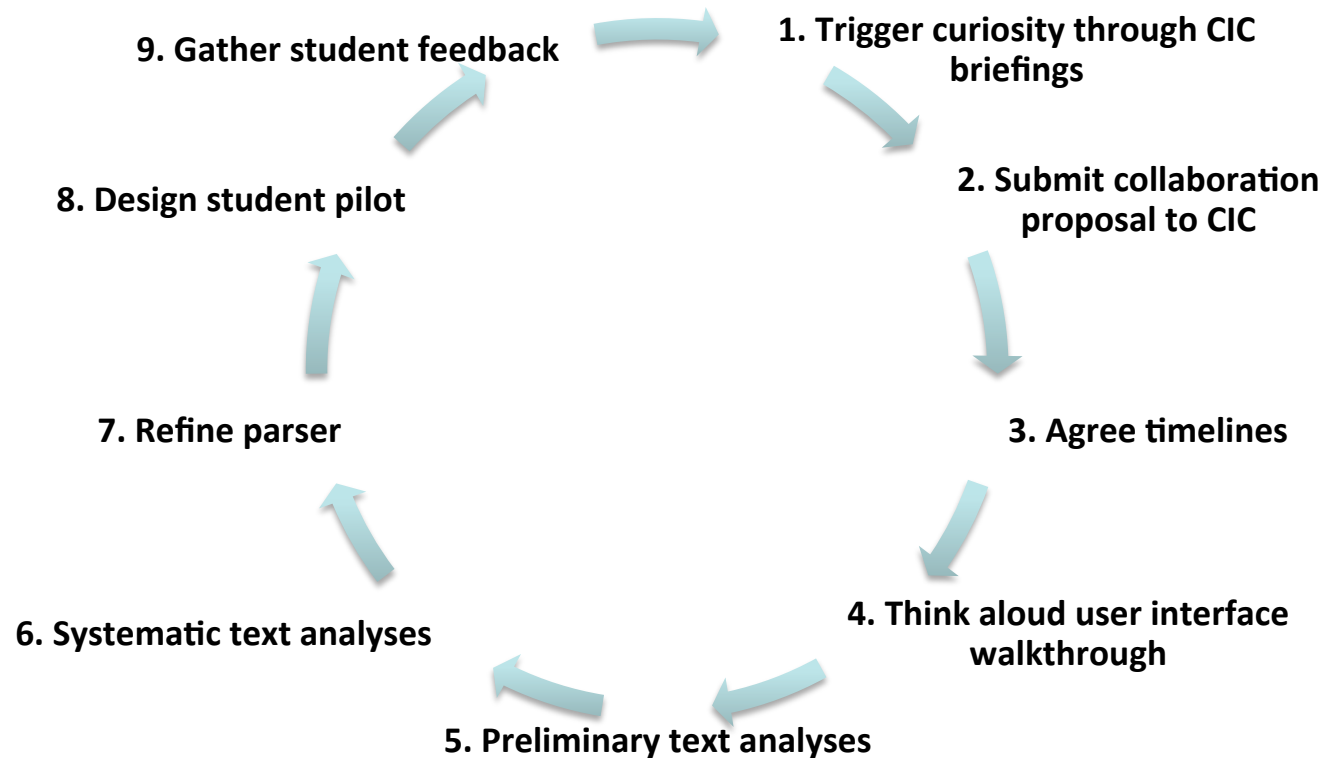 1. Trigger curiosity through CIC
briefings
2. Submit collaboration
proposal to CIC
3. Agree timelines
4. Think aloud user interface
walkthrough
5. Preliminary text analyses
6. Systematic text analyses
7. Refine parser
8. Design student pilot
9. Gather student feedback